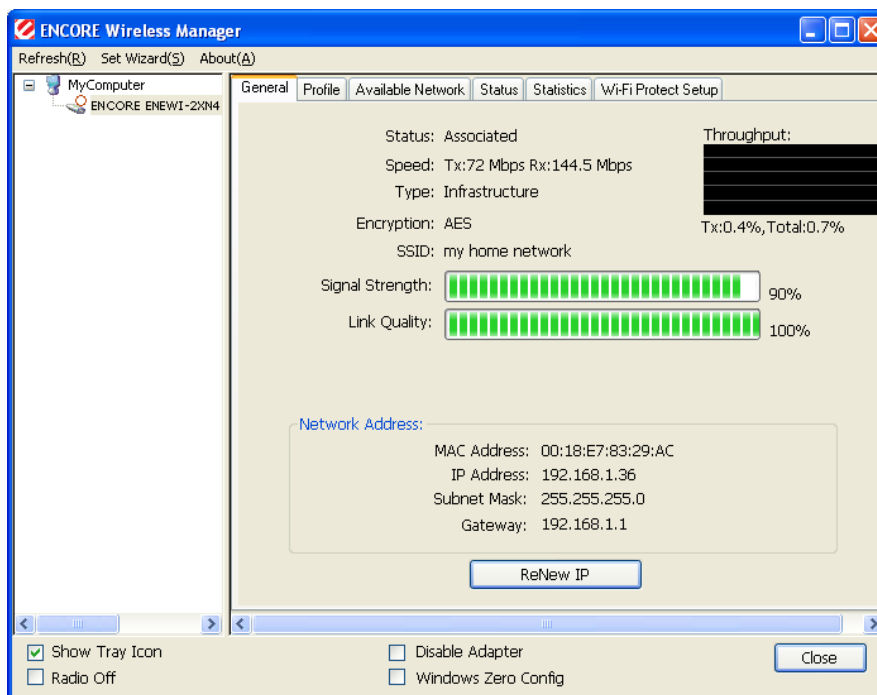 ENCORE Wireless Manager
Refresh(R) Set Wizard(S) About(A)
MyComputer
ENCORE ENEWI-2XN4
General Profile Available Network Status Statistics Wi-Fi Protect Setup
Status: Associated
Throughput:
Speed: Tx:72 Mbps Rx:144.5 Mbps
Type: Infrastructure
Encryption: AES
Tx:0.4%,Total:0.7%
SSID: my home network
Signal Strength: 90%
Link Quality: 100%
Network Address:
MAC Address: 00:18:E7:83:29:AC
IP Address: 192.168.1.36
Subnet Mask: 255.255.255.0
Gateway: 192.168.1.1
ReNew IP
Show Tray Icon
Disable Adapter
Radio Off
Windows Zero Config
Close